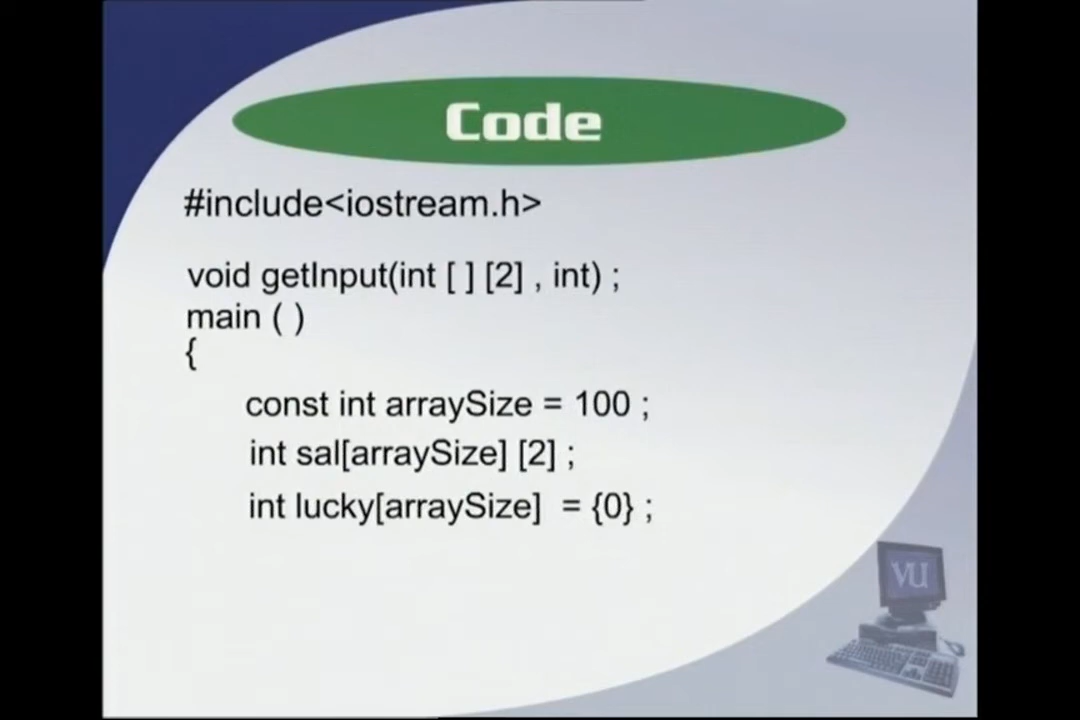 Code
#include<iostream.h>
void getInput(int [ ] [2] , int) ;
main ( )
{
const int arraySize = 100 ;
int sal[arraySize] [2] ;
int lucky[arraySize]  = {0} ;
VU